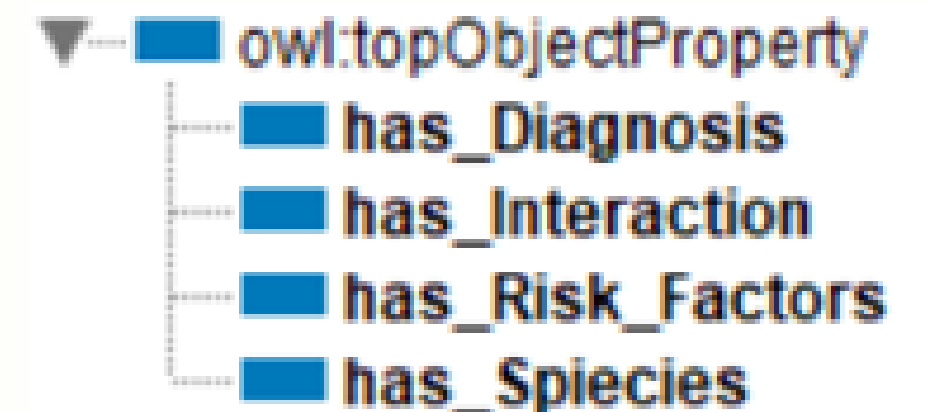 owl:topObjectProperty
has_Diagnosis
has_Interaction
has_Risk_Factors
has_Spiecies